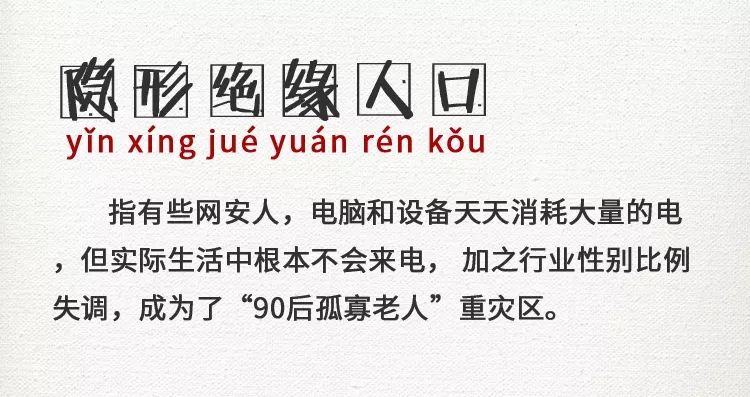 隐形绝缘人口
yǐn xíng jué yuán rén kǒu
指有些网安人，电脑和设备天天消耗大量的电
，但实际生活中根本不会来电， 加之行业性别比例
失调，成为了“90后孤寡老人”重灾区。